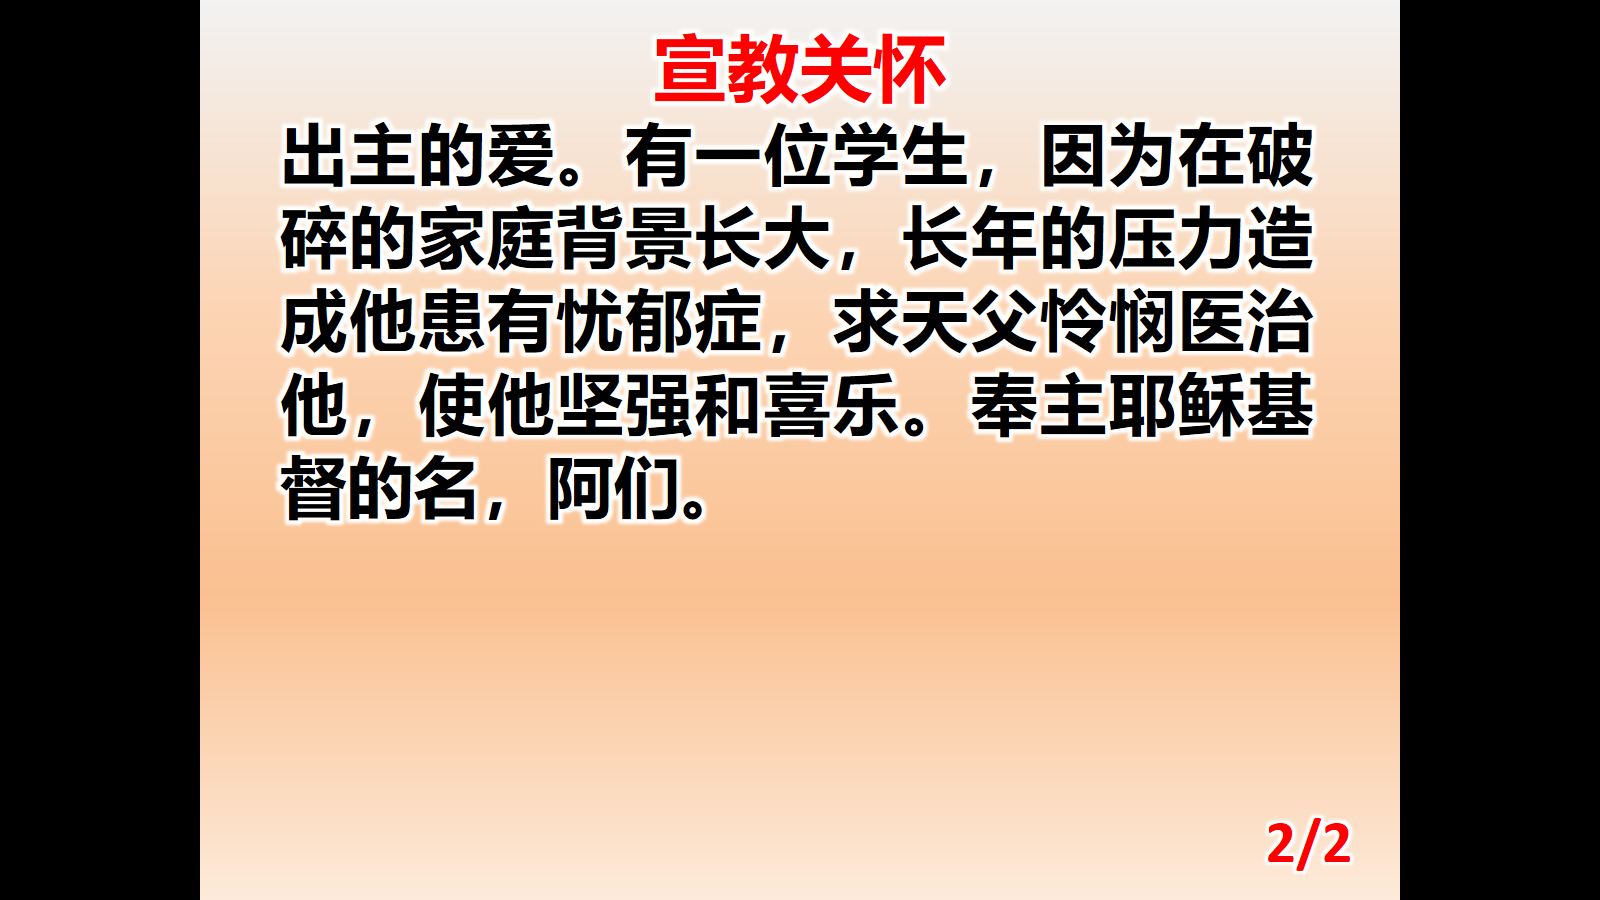 宣教关怀
出主的爱。有一位学生，因为在破
碎的家庭背景长大，长年的压力造
成他患有忧郁症，求天父怜悯医治
他，使他坚强和喜乐。奉主耶稣基
督的名，阿们。
2/2